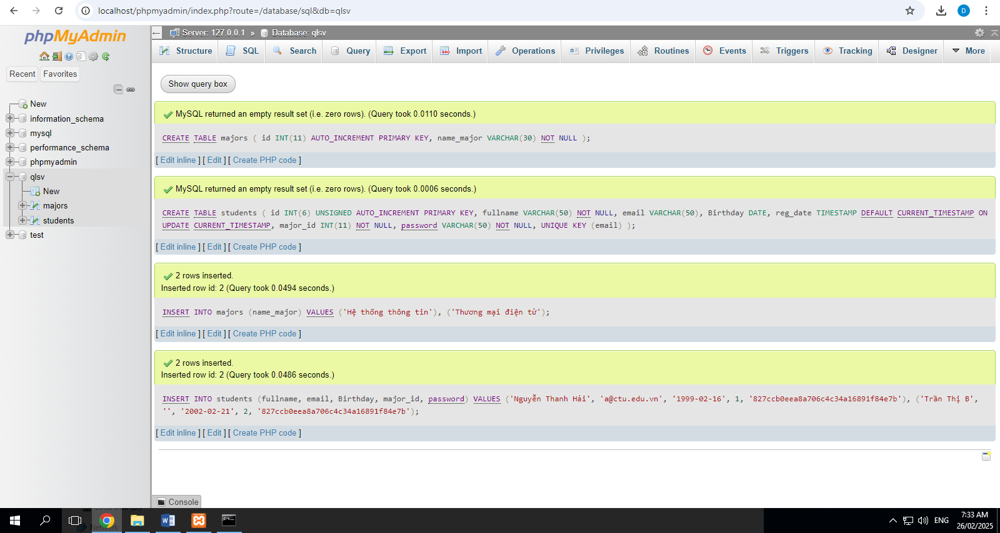 localhost/phpmyadmin/index.php?route=/database/sql&db=qlsv
D
phpMyAdmin
Recent
Favorites
New
information_schema
mysql
performance_schema
phpmyadmin
qlsv
New
majors
students
test
Server: 127.0.0.1 » Database: qlsv
Structure
SQL
Search
Query
Export
Import
Operations
Privileges
Routines
Events
Triggers
Tracking
Designer
More
Show query box
MySQL returned an empty result set (i.e. zero rows). (Query took 0.0110 seconds.)
CREATE TABLE majors ( id INT(11) AUTO_INCREMENT PRIMARY KEY, name_major VARCHAR(30) NOT NULL );
[ Edit inline ] [ Edit ] [ Create PHP code ]
MySQL returned an empty result set (i.e. zero rows). (Query took 0.0006 seconds.)
CREATE TABLE students ( id INT(6) UNSIGNED AUTO_INCREMENT PRIMARY KEY, fullname VARCHAR(50) NOT NULL, email VARCHAR(50), Birthday DATE, reg_date TIMESTAMP DEFAULT CURRENT_TIMESTAMP ON
UPDATE CURRENT_TIMESTAMP, major_id INT(11) NOT NULL, password VARCHAR(50) NOT NULL, UNIQUE KEY (email) );
[ Edit inline ] [ Edit ] [ Create PHP code ]
2 rows inserted.
Inserted row id: 2 (Query took 0.0494 seconds.)
INSERT INTO majors (name_major) VALUES ('Hệ thống thông tin'), ('Thương mại điện tử');
[ Edit inline ] [ Edit ] [ Create PHP code ]
2 rows inserted.
Inserted row id: 2 (Query took 0.0486 seconds.)
INSERT INTO students (fullname, email, Birthday, major_id, password) VALUES ('Nguyễn Thanh Hải', 'a@ctu.edu.vn', '1999-02-16', 1, '827ccb0eea8a706c4c34a16891f84e7b'), ('Trần Thị B',
'', '2002-02-21', 2, '827ccb0eea8a706c4c34a16891f84e7b');
[ Edit inline ] [ Edit ] [ Create PHP code ]
Console
Network
ENG
7:33 AM
26/02/2025